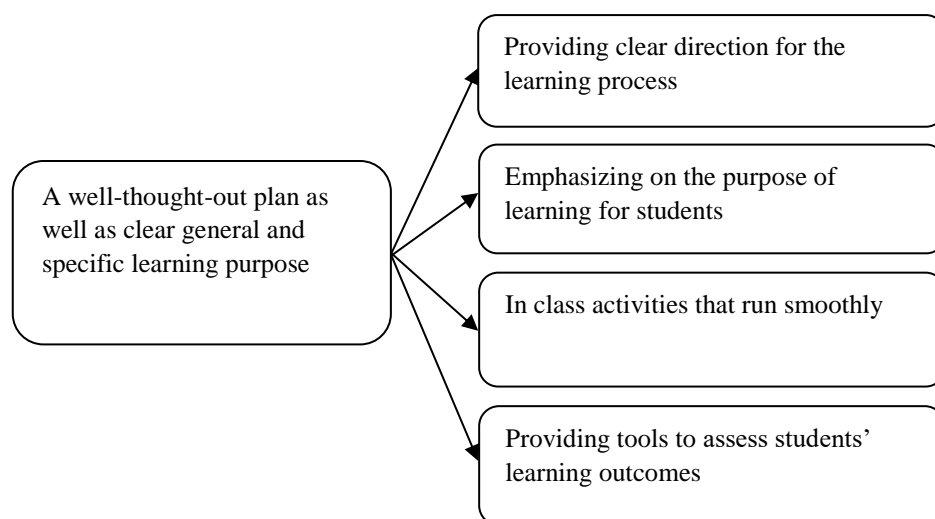 Providing clear direction for the
learning process
Emphasizing on the purpose of
learning for students
A well-thought-out plan as
well as clear general and
specific learning purpose
In class activities that run smoothly
Providing tools to assess students’
learning outcomes